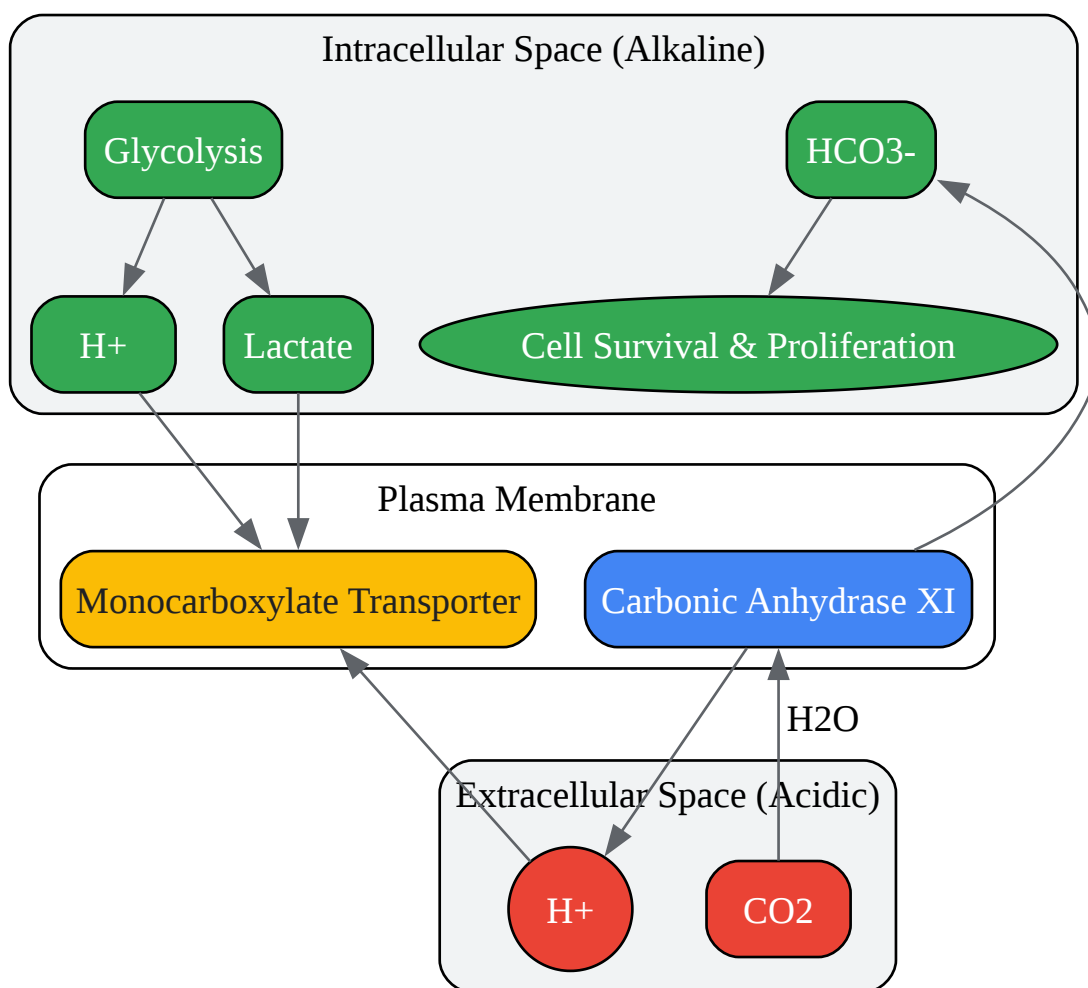 Intracellular Space (Alkaline)
Glycolysis
HCO3-
H+
Lactate
Cell Survival & Proliferation
Plasma Membrane
Monocarboxylate Transporter
Carbonic Anhydrase XI
H2O
Extracellular Space (Acidic)
H+
CO2